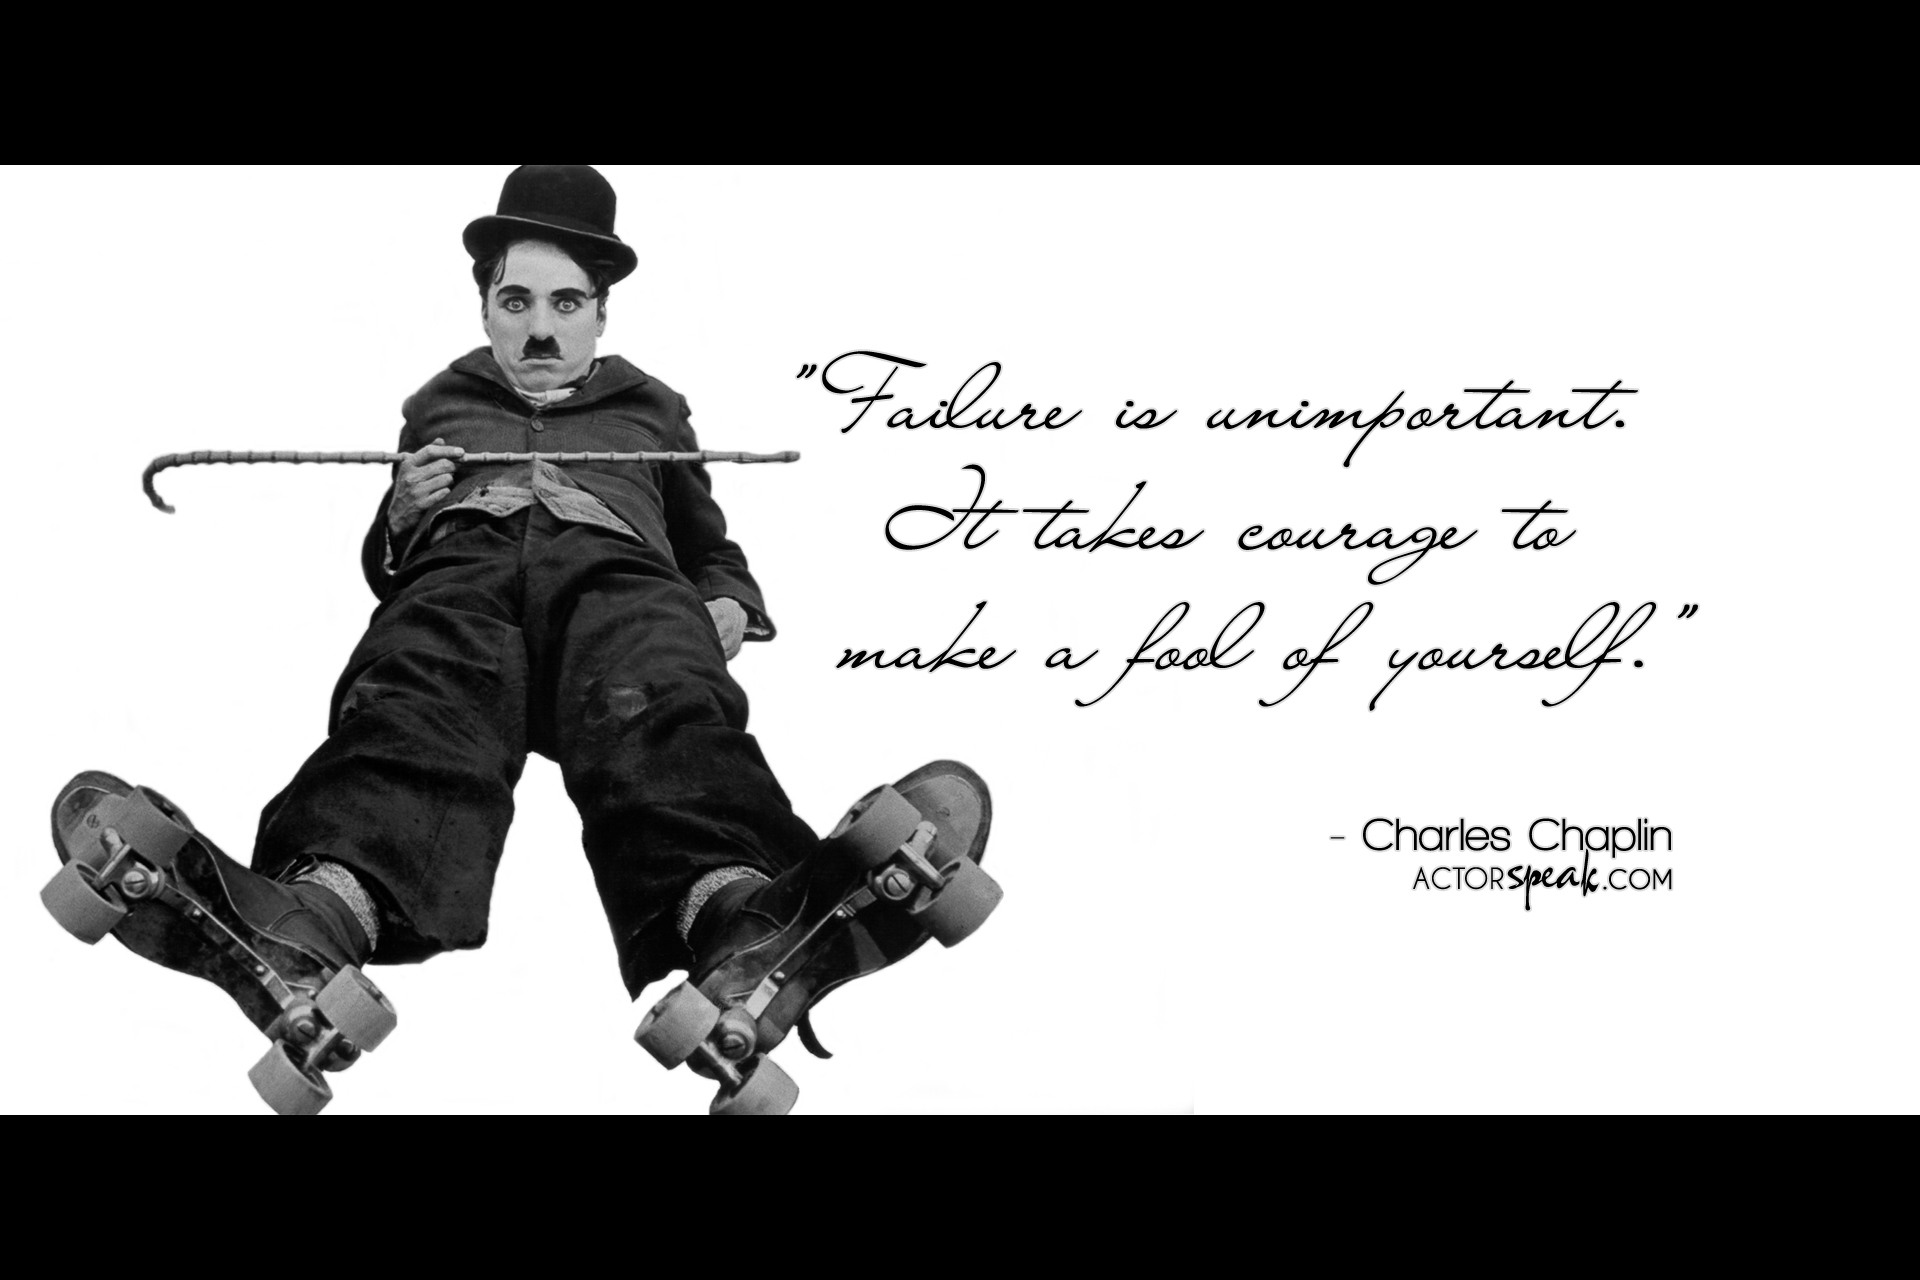 "Failure is unimportant.
It takes courage to
make a fool of yourself."
- Charles Chaplin
ACTORspeak.COM